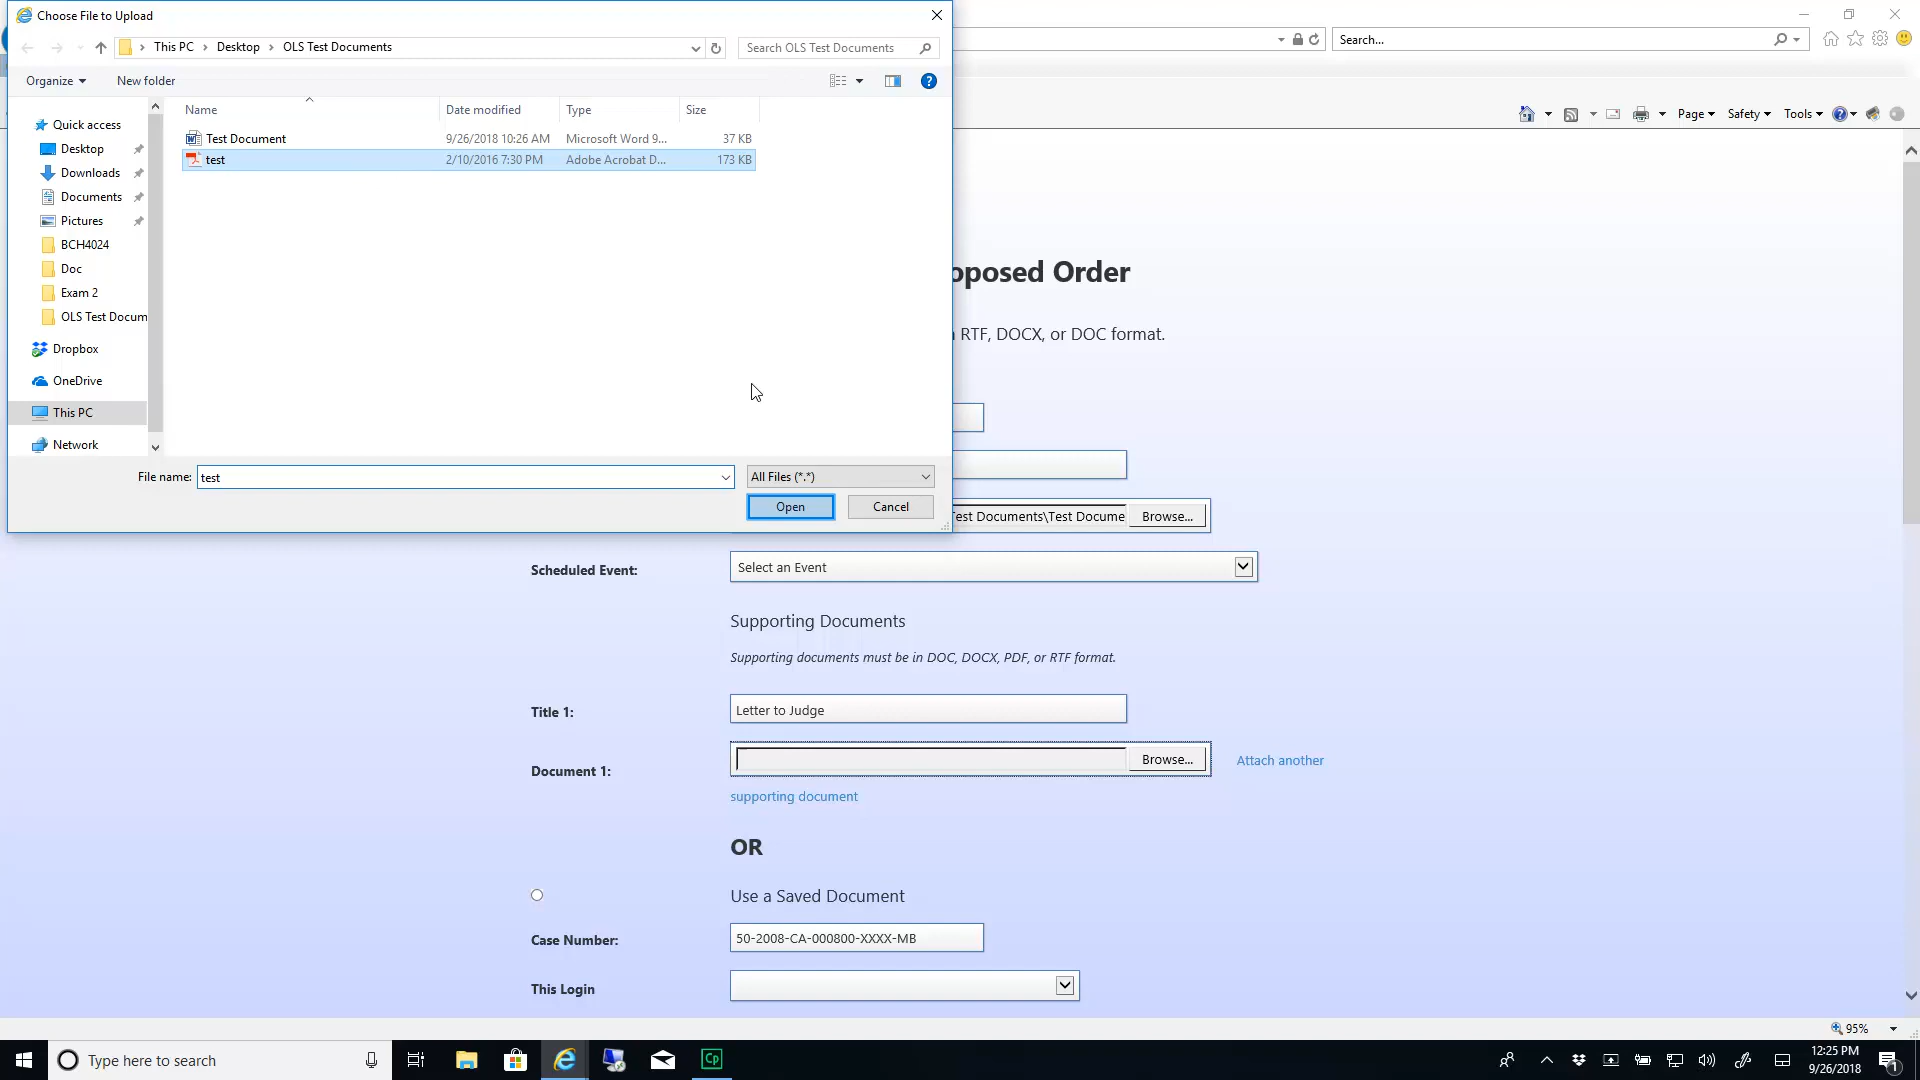 Choose File to Upload
This PC > Desktop > OLS Test Documents
Search OLS Test Documents
Search...
Organize
New folder
Page
Safety
Tools
Name
Date modified
Type
Size
Quick access
Desktop
Downloads
Documents
Pictures
BCH4024
Doc
Exam 2
OLS Test Docum
Dropbox
OneDrive
This PC
Network
Test Document 9/26/2018 10:26 AM Microsoft Word 9... 37 KB
test 2/10/2016 7:30 PM Adobe Acrobat D... 173 KB
oposed Order
RTF, DOCX, or DOC format.
File name: test
All Files (*.*)
Open
Cancel
Test Documents\Test Docume
Browse...
Scheduled Event:
Select an Event
Supporting Documents
Supporting documents must be in DOC, DOCX, PDF, or RTF format.
Title 1:
Letter to Judge
Document 1:
Browse...
Attach another
supporting document
OR
Use a Saved Document
Case Number:
50-2008-CA-000800-XXXX-MB
This Login
95%
Type here to search
Cp
12:25 PM
9/26/2018
1